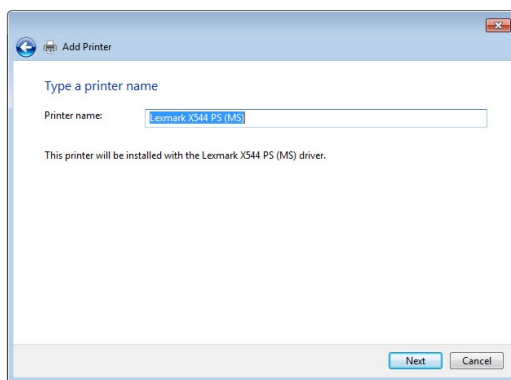 Add Printer
Type a printer name
Printer name: Lexmark X544 PS (MS)
This printer will be installed with the Lexmark X544 PS (MS) driver.
Next Cancel